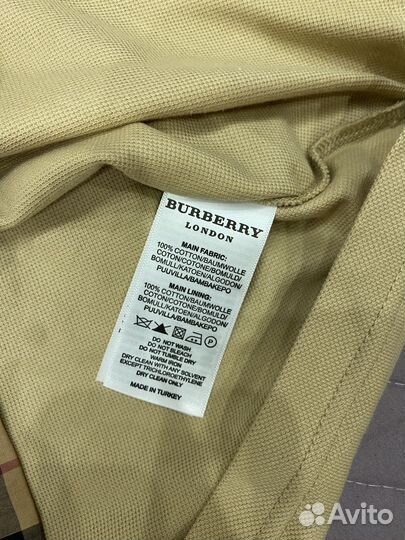 BURBERRY
LONDON
MAIN FABRIC:
100% COTTON/BAUMWOLLE
COTON/COTONE/BOMULD/
BOMULL/KATOEN/ALGODON/
PUUVILLA/BAMBAKEPO
MAIN LINING:
100% COTTON/BAUMWOLLE
COTON/COTONE/BOMULD/
BOMULL/KATOEN/ALGODON/
PUUVILLA/BAMBAKEPO
P
DO NOT WASH
DO NOT BLEACH
DO NOT TUMBLE DRY
WARM IRON
DRY CLEAN WITH ANY SOLVENT
EXCEPT TRICHLOROETHYLENE
DRY CLEAN ONLY
MADE IN TURKEY
Avito